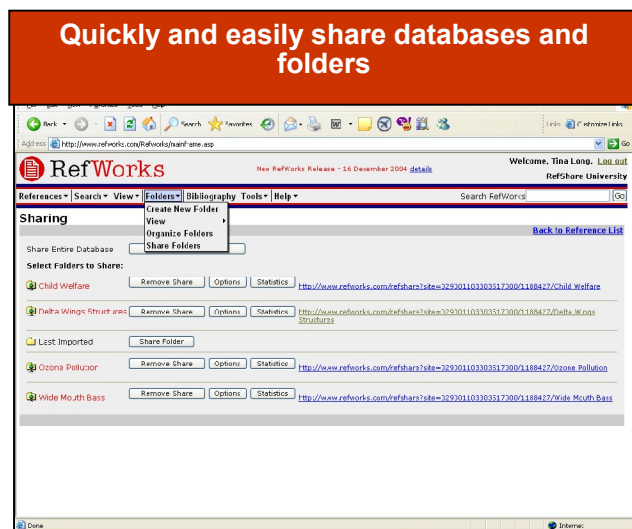 Quickly and easily share databases and
folders
Back
Search
Favorites
Links
Customize Links
Address
http://www.refworks.com/Refworks/mainframe.asp
Go
RefWorks
New RefWorks Release - 16 December 2004 details
Welcome, Tina Long. Log out
RefShare University
References Search View Folders Bibliography Tools Help
Search RefWorks
Go
Create New Folder
View
Organize Folders
Share Folders
Sharing
Back to Reference List
Share Entire Database
Select Folders to Share:
Child Welfare Remove Share Options Statistics http://www.refworks.com/refshare?site=029301103303517000/1188427/Child Welfare
Delta Wings Structures Remove Share Options Statistics http://www.refworks.com/refshare?site=029301103303517000/1188427/Delta Wings
Structures
Last Imported Share Folder
Ozone Pollution Remove Share Options Statistics http://www.refworks.com/refshare?site=029301103303517000/1188427/Ozone Pollution
Wide Mouth Bass Remove Share Options Statistics http://www.refworks.com/refshare?site=029301103303517000/1188427/Wide Mouth Bass
Done
Internet